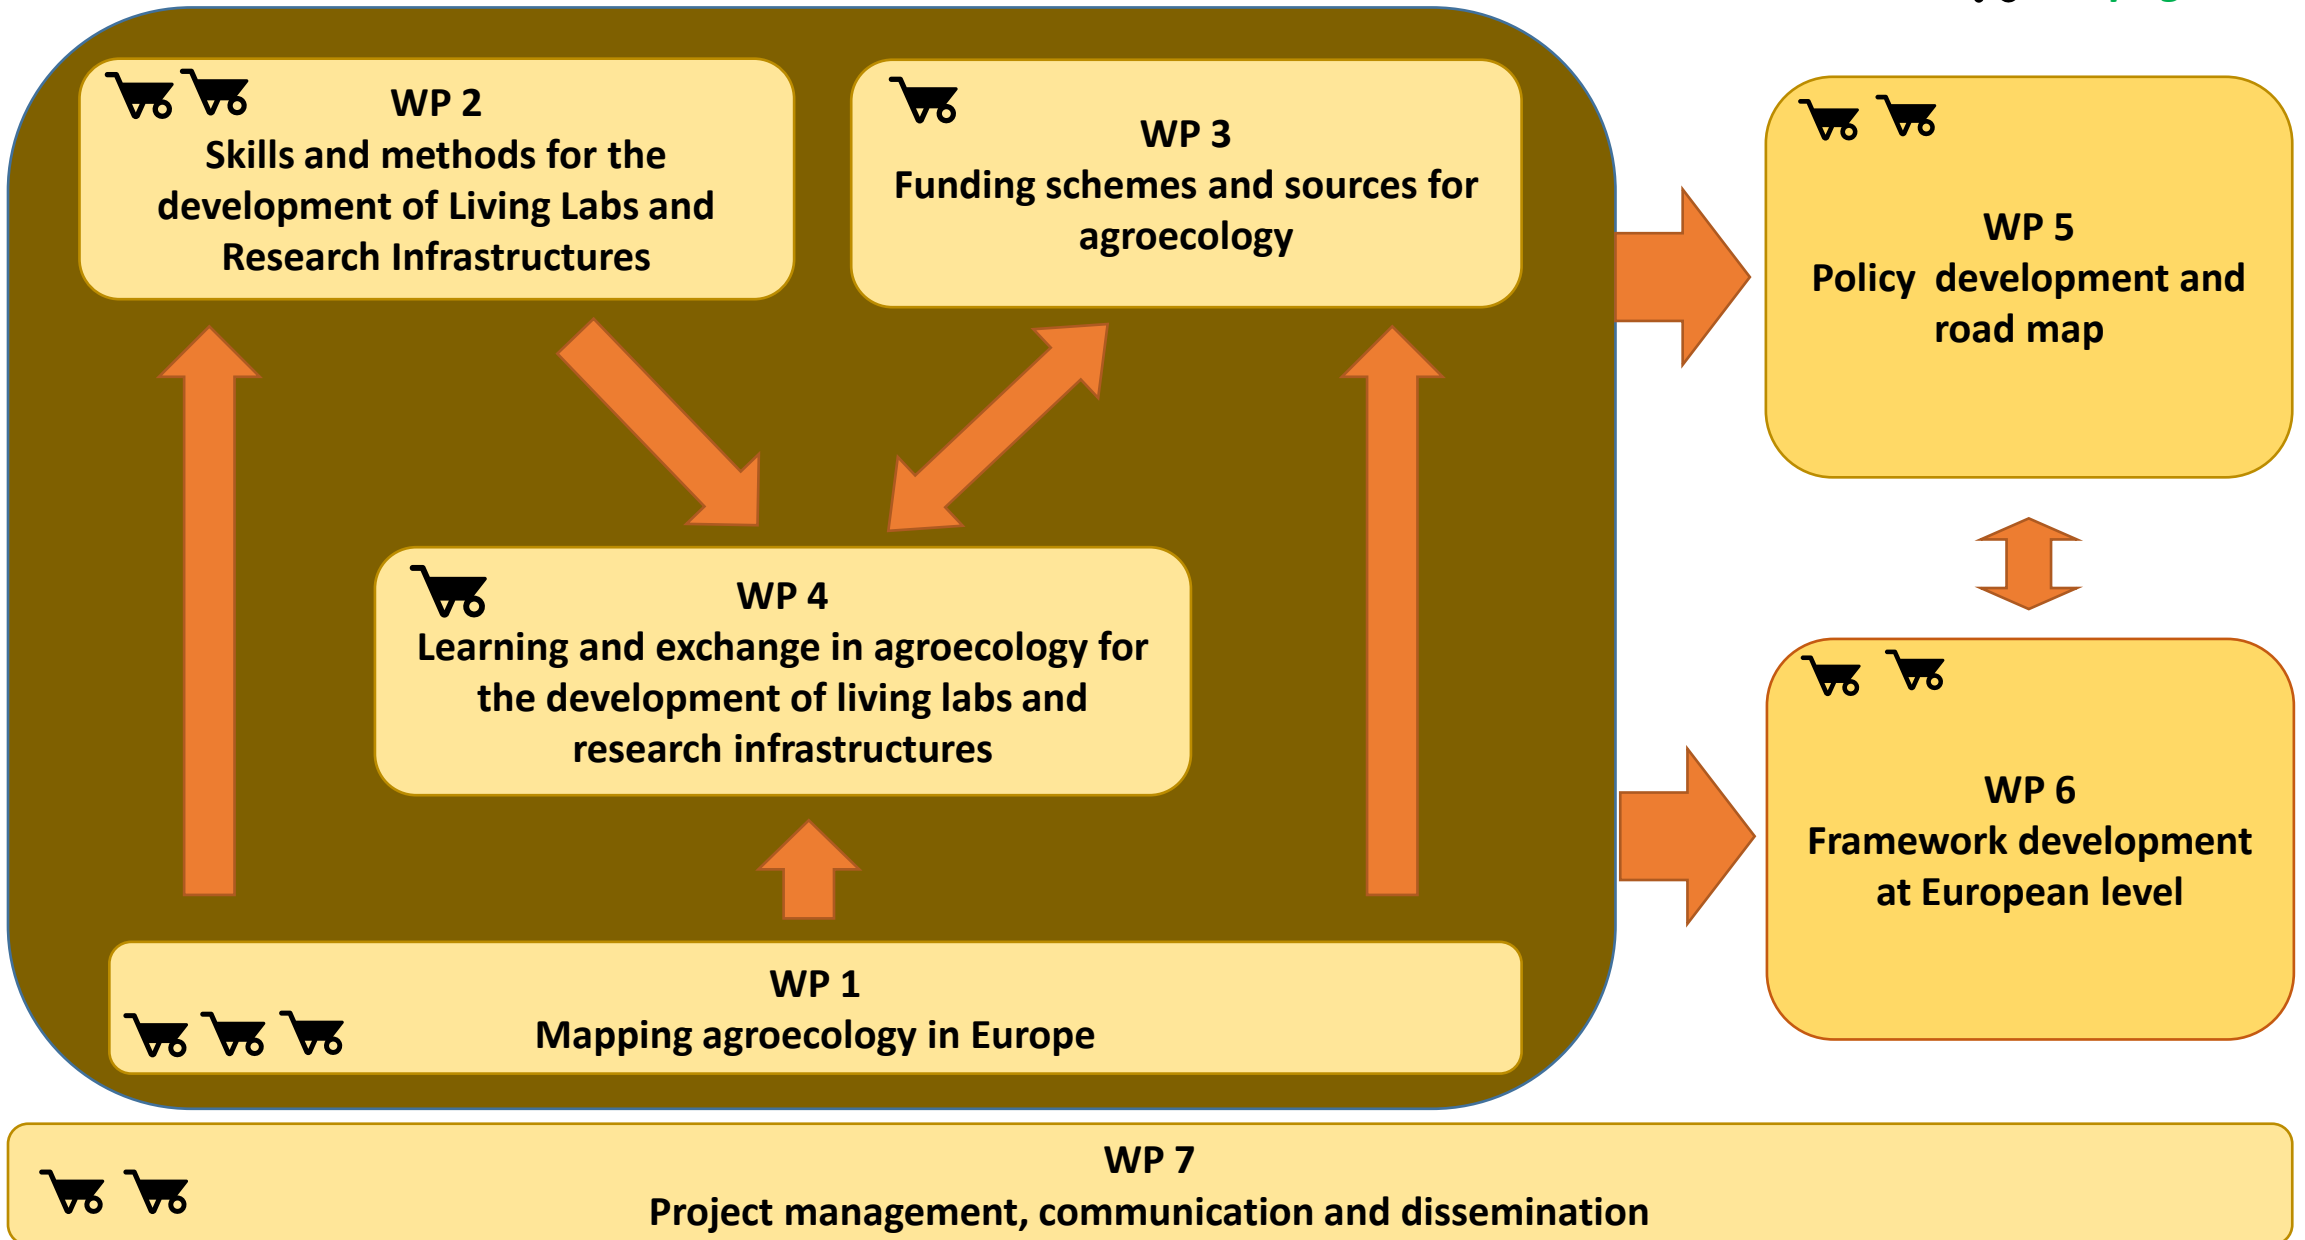 WP 2
Skills and methods for the
development of Living Labs and
Research Infrastructures
WP 3
Funding schemes and sources for
agroecology
WP 5
Policy  development and
road map
WP 4
Learning and exchange in agroecology for
the development of living labs and
research infrastructures
WP 6
Framework development
at European level
WP 1
Mapping agroecology in Europe
WP 7
Project management, communication and dissemination